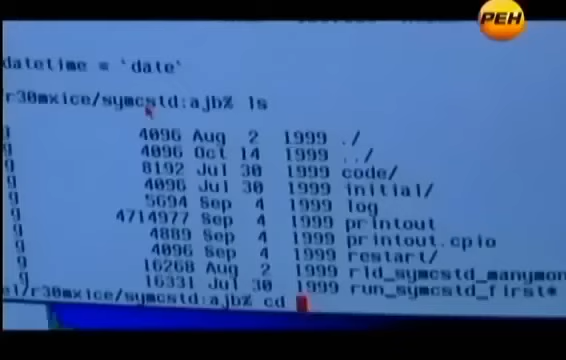 РЕН
datetime = `date`
r30mxice/symcstd:ajb% ls
g 4096 Aug 2 1999 ./
g 4096 Oct 14 1999 ../
g 8192 Jul 30 1999 code/
g 4096 Jul 30 1999 initial/
g 5694 Sep 4 1999 log
g 4714977 Sep 4 1999 printout
g 4889 Sep 4 1999 printout.cpio
g 4096 Sep 4 1999 restart/
g 16268 Aug 2 1999 rld_symcstd_manymon
g 16331 Jul 30 1999 run_symcstd_first*
el/r30mxice/symcstd:ajb% cd